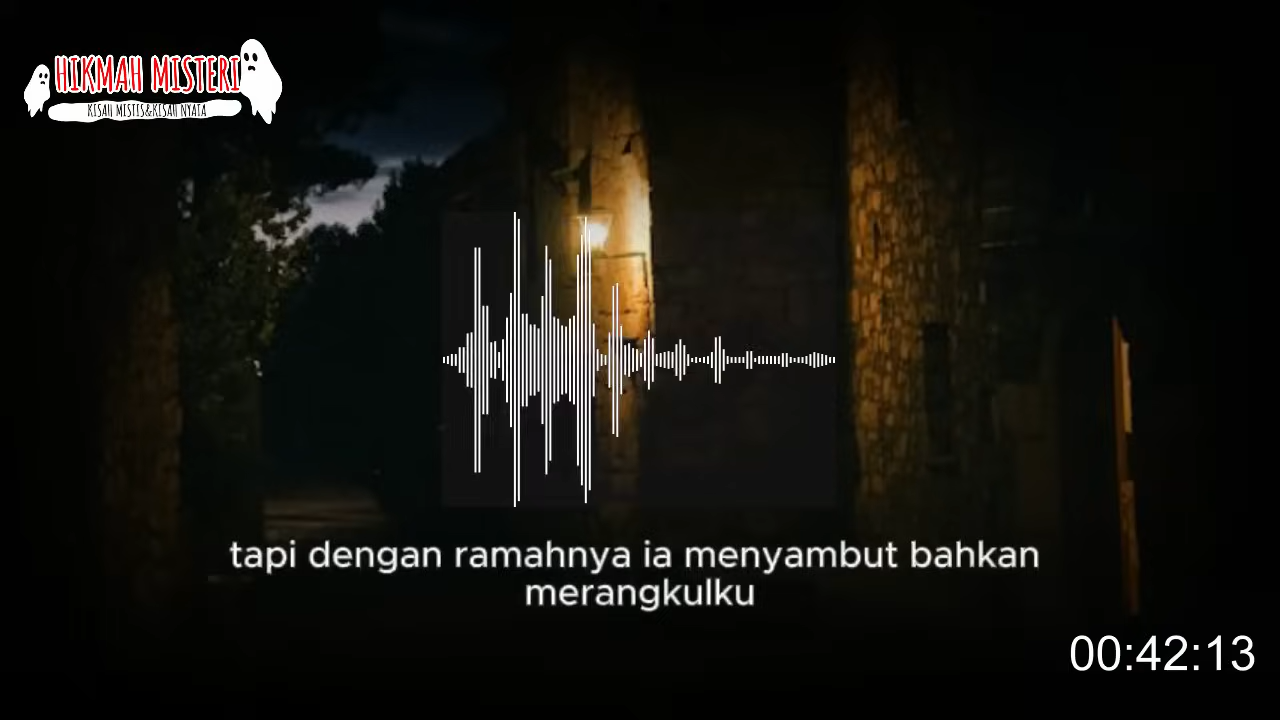 HIKMAH MISTERI
KISAH MISTIS&KISAH NYATA
tapi dengan ramahnya ia menyambut bahkan
merangkulku
00:42:13